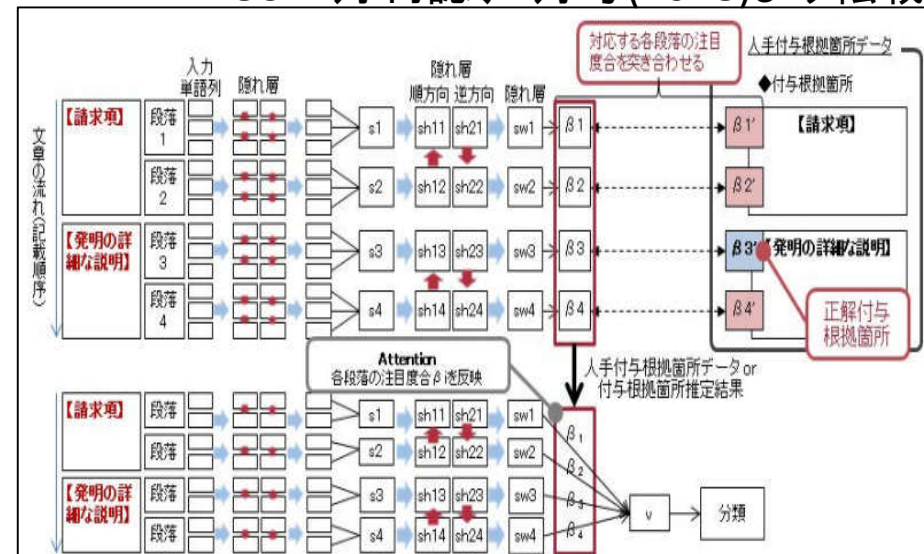 対応する各段落の注目
度合を突き合わせる
人手付与根拠箇所データ
◆付与根拠箇所
入力
単語列
隠れ層
隠れ層
順方向 逆方向
隠れ層
文章の流れ(記載順序)
【請求項】
段落
1
s1
sh11
sh21
sw1
β1
β1'
【請求項】
段落
2
s2
sh12
sh22
sw2
β2
β2'
【発明の詳
細な説明】
段落
3
s3
sh13
sh23
sw3
β3
β3'
【発明の詳細な説明】
段落
4
s4
sh14
sh24
sw4
β4
β4'
正解付与
根拠箇所
Attention
各段落の注目度合βを反映
人手付与根拠箇所データor
付与根拠箇所推定結果
【請求項】
段落
s1
sh11
sh21
sw1
β1
段落
s2
sh12
sh22
sw2
β2
【発明の詳
細な説明】
段落
s3
sh13
sh23
sw3
β3
段落
s4
sh14
sh24
sw4
β4
v
分類